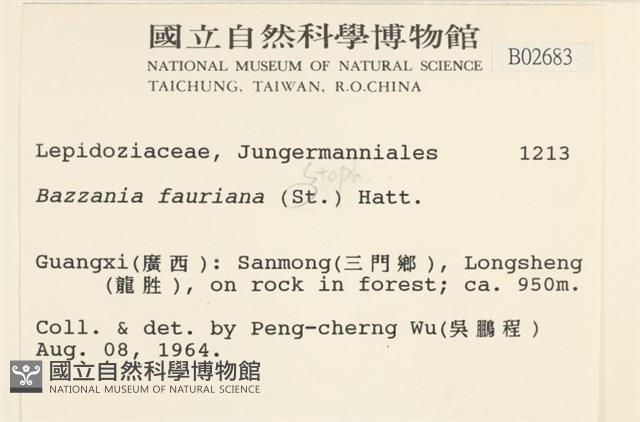 國立自然科學博物館
NATIONAL MUSEUM OF NATURAL SCIENCE
TAICHUNG, TAIWAN, R.O.CHINA
B02683
Lepidoziaceae, Jungermanniales 1213
Steph.
Bazzania fauriana (St.) Hatt.
Guangxi(廣西): Sanmong(三門鄉), Longsheng
(龍胜), on rock in forest; ca. 950m.
Coll. & det. by Peng-cherng Wu(吳鵬程)
Aug. 08, 1964.
國立自然科學博物館
NATIONAL MUSEUM OF NATURAL SCIENCE